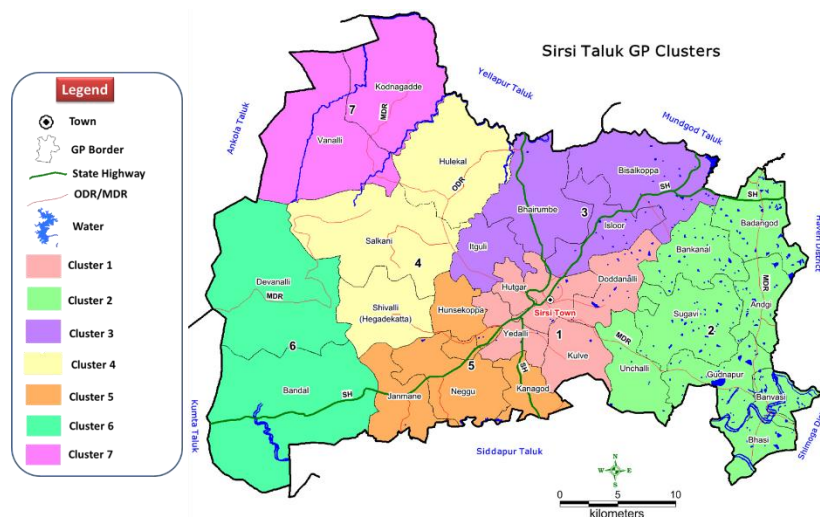 Sirsi Taluk GP Clusters
Legend
Town
GP Border
State Highway
ODR/MDR
Water
Cluster 1
Cluster 2
Cluster 3
Cluster 4
Cluster 5
Cluster 6
Cluster 7
Ankola Taluk
Yellapur Taluk
Mundgod Taluk
Kumta Taluk
Siddapur Taluk
Kodnagadde
MDR
7
Vanalli
Hulekal
ODR
Bisalkoppa
SH
SH
Bhairumbe
3
Isloor
Badangod
Itguli
Salkani
4
Bankanal
MDR
Andgi
Devanalli
MDR
Hutgar
Doddanalli
Shivalli
(Hegadekatta)
Hunsekoppa
Sirsi Town
Sugavi
2
6
Yedalli
1
MDR
5
SH
Kulve
Unchalli
Gudnapur
Bandal
SH
Janmane
Neggu
Kanagod
Banvasi
Bhasi
N
W
E
S
0
5
10
kilometers